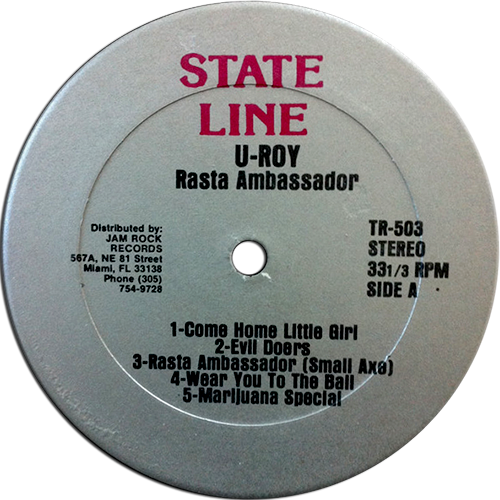 STATE
LINE
U-ROY
Rasta Ambassador
Distributed by:
JAM ROCK
RECORDS
567A, NE 81 Street
Miami, FL 33138
Phone (305)
754-9728
TR-503
STEREO
33 1/3 RPM
SIDE A
1-Come Home Little Girl
2-Evil Doers
3-Rasta Ambassador (Small Axe)
4-Wear You To The Ball
5-Marijuana Special